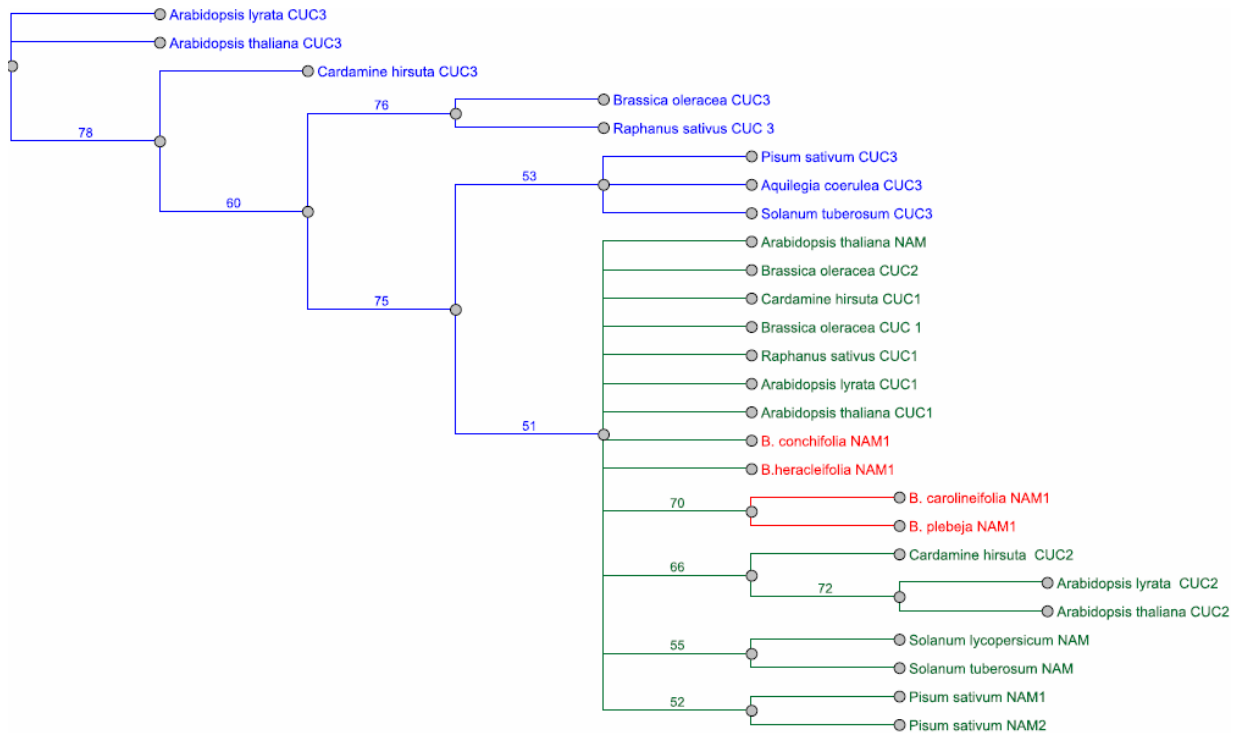 Arabidopsis lyrata CUC3
Arabidopsis thaliana CUC3
Cardamine hirsuta CUC3
76
Brassica oleracea CUC3
Raphanus sativus CUC 3
78
Pisum sativum CUC3
53
Aquilegia coerulea CUC3
60
Solanum tuberosum CUC3
Arabidopsis thaliana NAM
Brassica oleracea CUC2
75
Cardamine hirsuta CUC1
Brassica oleracea CUC 1
Raphanus sativus CUC1
Arabidopsis lyrata CUC1
Arabidopsis thaliana CUC1
51
B. conchifolia NAM1
B.heracleifolia NAM1
70
B. carolineifolia NAM1
B. plebeja NAM1
Cardamine hirsuta CUC2
66
72
Arabidopsis lyrata CUC2
Arabidopsis thaliana CUC2
Solanum lycopersicum NAM
55
Solanum tuberosum NAM
Pisum sativum NAM1
52
Pisum sativum NAM2